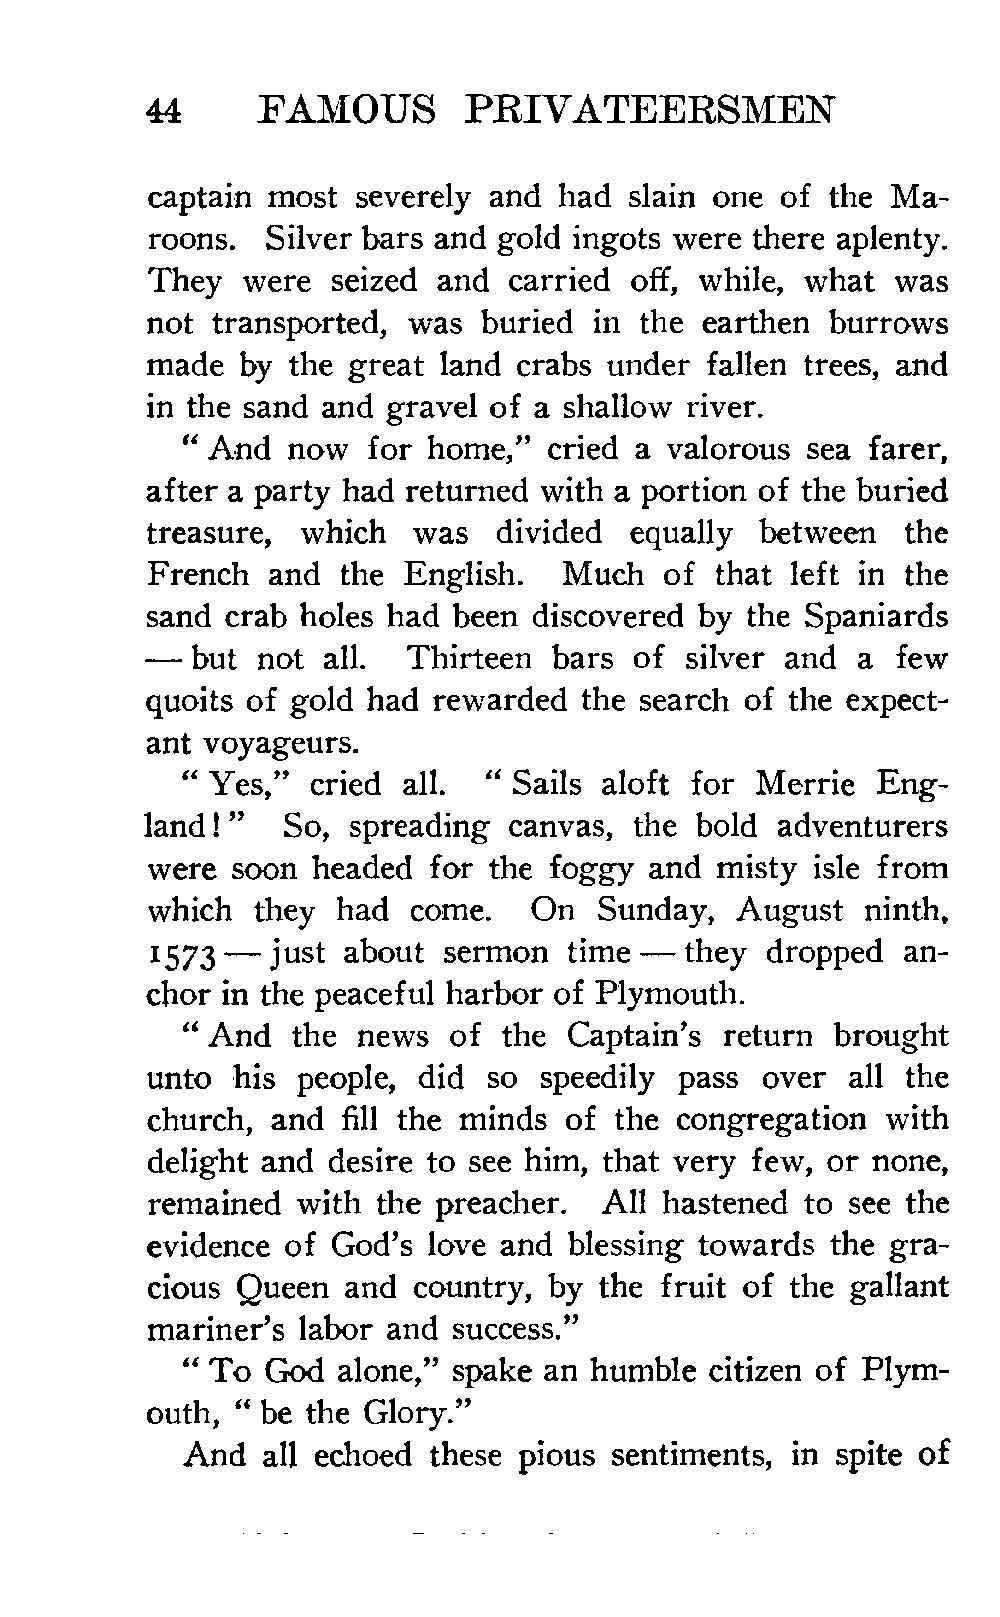 44 FAMOUS PRIVATEERSMEN
captain most severely and had slain one of the Ma-
roons. Silver bars and gold ingots were there aplenty.
They were seized and carried off, while, what was
not transported, was buried in the earthen burrows
made by the great land crabs under fallen trees, and
in the sand and gravel of a shallow river.
“ And now for home,” cried a valorous sea farer,
after a party had returned with a portion of the buried
treasure, which was divided equally between the
French and the English. Much of that left in the
sand crab holes had been discovered by the Spaniards
— but not all. Thirteen bars of silver and a few
quoits of gold had rewarded the search of the expect-
ant voyageurs.
“ Yes,” cried all. “ Sails aloft for Merrie Eng-
land! ” So, spreading canvas, the bold adventurers
were soon headed for the foggy and misty isle from
which they had come. On Sunday, August ninth,
1573 — just about sermon time — they dropped an-
chor in the peaceful harbor of Plymouth.
“ And the news of the Captain’s return brought
unto his people, did so speedily pass over all the
church, and fill the minds of the congregation with
delight and desire to see him, that very few, or none,
remained with the preacher. All hastened to see the
evidence of God’s love and blessing towards the gra-
cious Queen and country, by the fruit of the gallant
mariner’s labor and success.”
“ To God alone,” spake an humble citizen of Plym-
outh, “ be the Glory.”
And all echoed these pious sentiments, in spite of